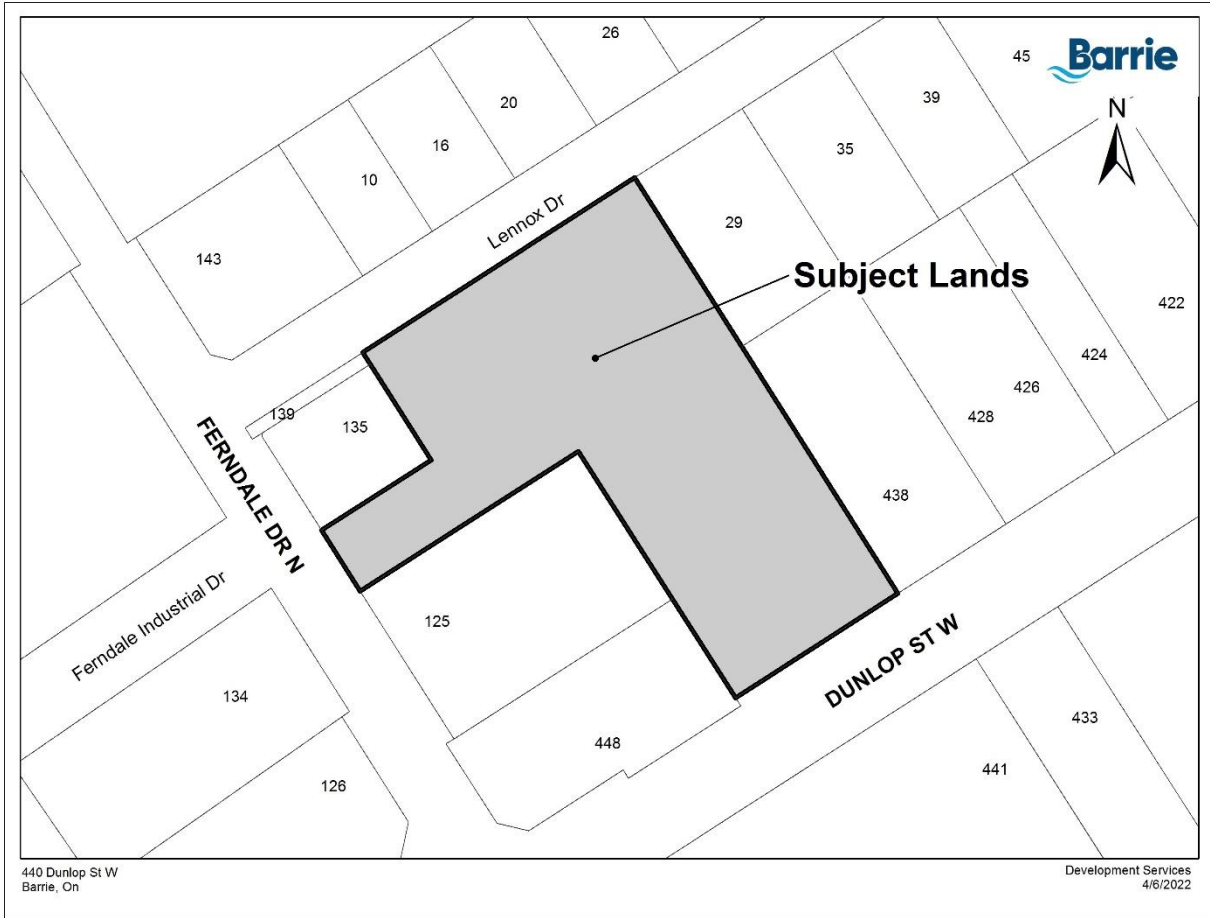 26
45
Barrie
20
39
N
16
35
10
Lennox Dr
29
143
Subject Lands
422
424
426
139
135
428
FERNDALE DR N
438
Ferndale Industrial Dr
125
DUNLOP ST W
134
433
448
441
126
440 Dunlop St W
Barrie, On
Development Services
4/6/2022